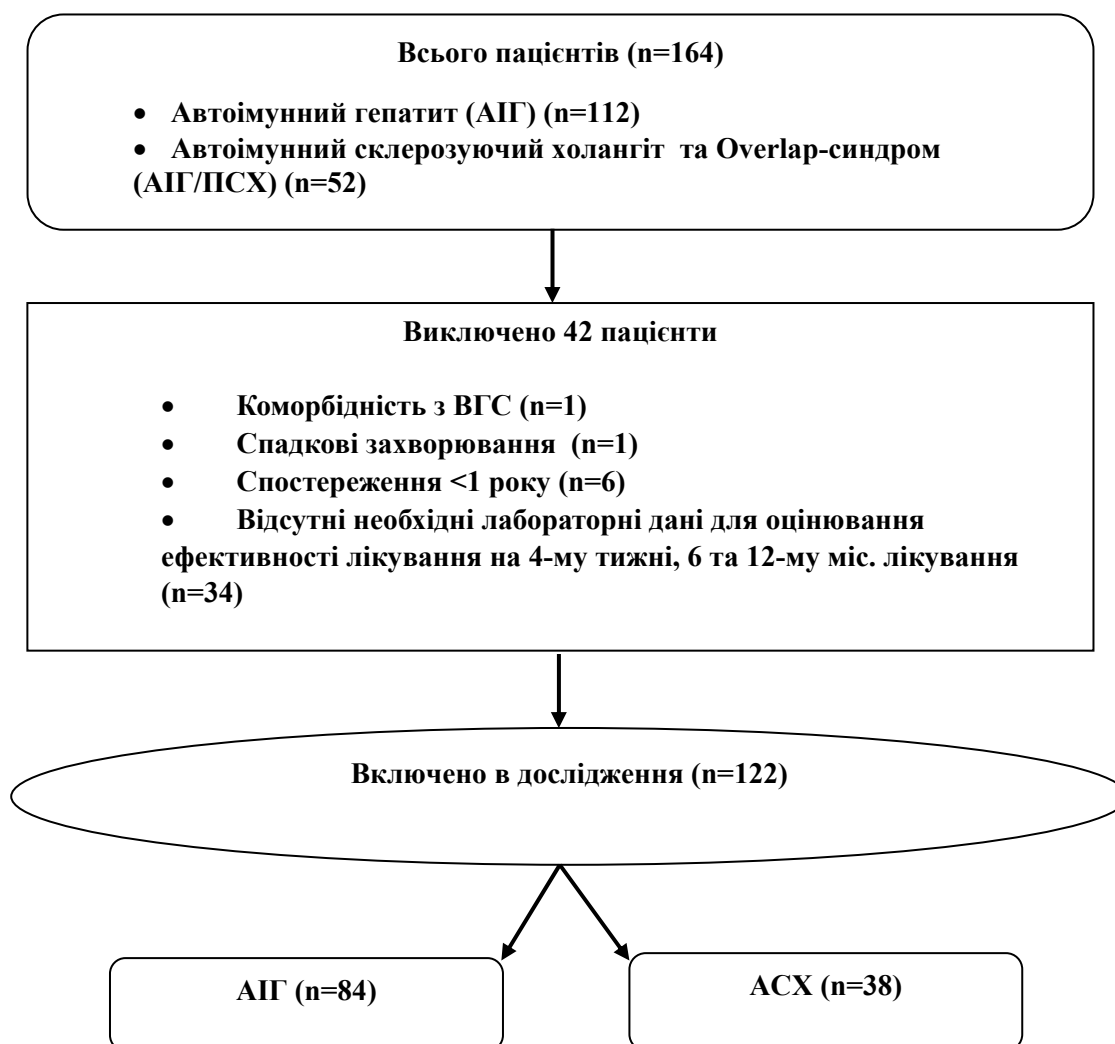 Всього пацієнтів (n=164)
• Автоімунний гепатит (АІГ) (n=112)
• Автоімунний склерозуючий холангіт та Overlap-синдром
(АІГ/ПСХ) (n=52)
Виключено 42 пацієнти
• Коморбідність з ВГС (n=1)
• Спадкові захворювання (n=1)
• Спостереження <1 року (n=6)
• Відсутні необхідні лабораторні дані для оцінювання
ефективності лікування на 4-му тижні, 6 та 12-му міс. лікування
(n=34)
Включено в дослідження (n=122)
АІГ (n=84)
АСХ (n=38)